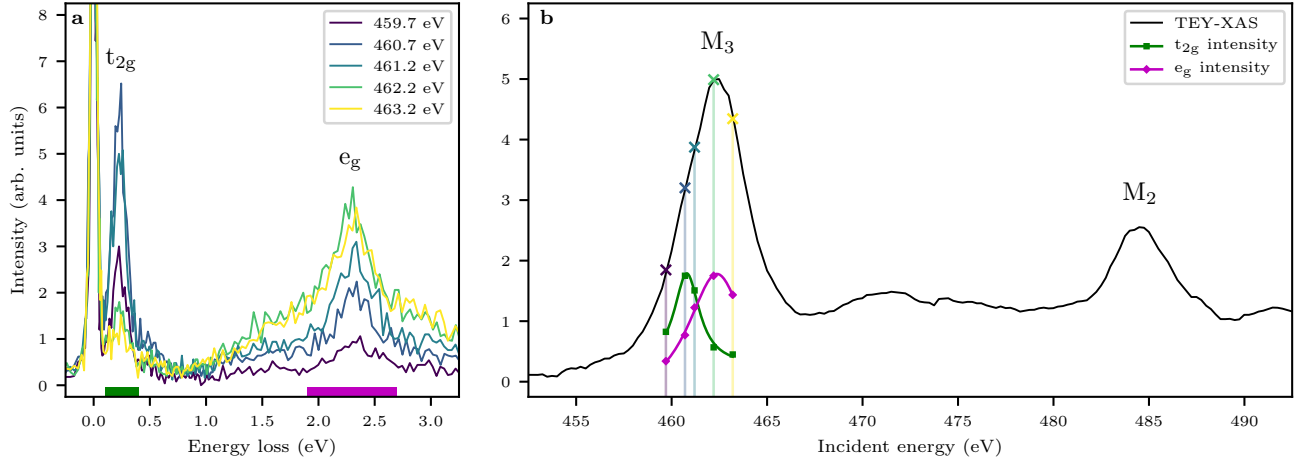 a
t2g
eg
459.7 eV
460.7 eV
461.2 eV
462.2 eV
463.2 eV
Intensity (arb. units)
0
1
2
3
4
5
6
7
8
0.0
0.5
1.0
1.5
2.0
2.5
3.0
Energy loss (eV)
b
M3
M2
TEY-XAS
t2g intensity
eg intensity
0
1
2
3
4
5
6
455
460
465
470
475
480
485
490
Incident energy (eV)